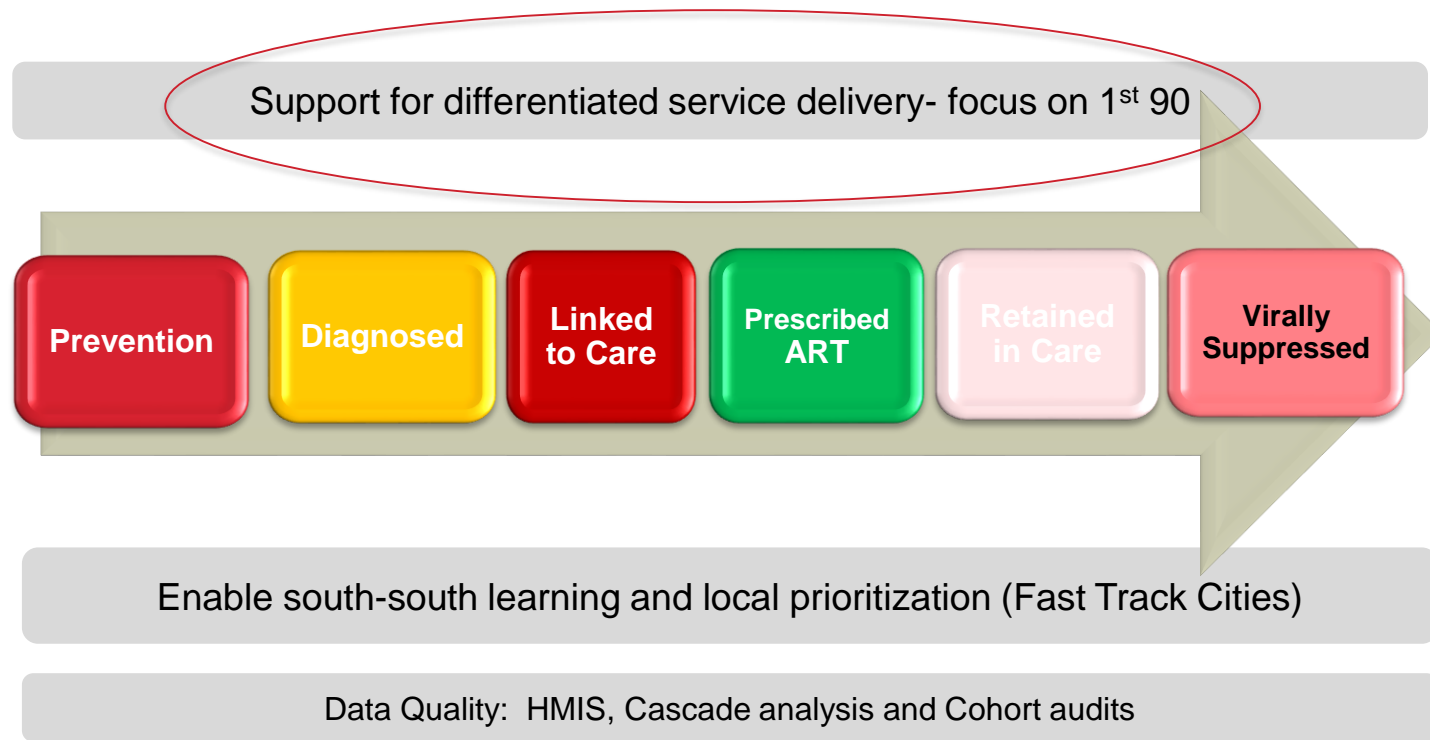 Support for differentiated service delivery- focus on 1st 90
Prevention
Diagnosed
Linked
to Care
Prescribed
ART
Retained
in Care
Virally
Suppressed
Enable south-south learning and local prioritization (Fast Track Cities)
Data Quality:  HMIS, Cascade analysis and Cohort audits